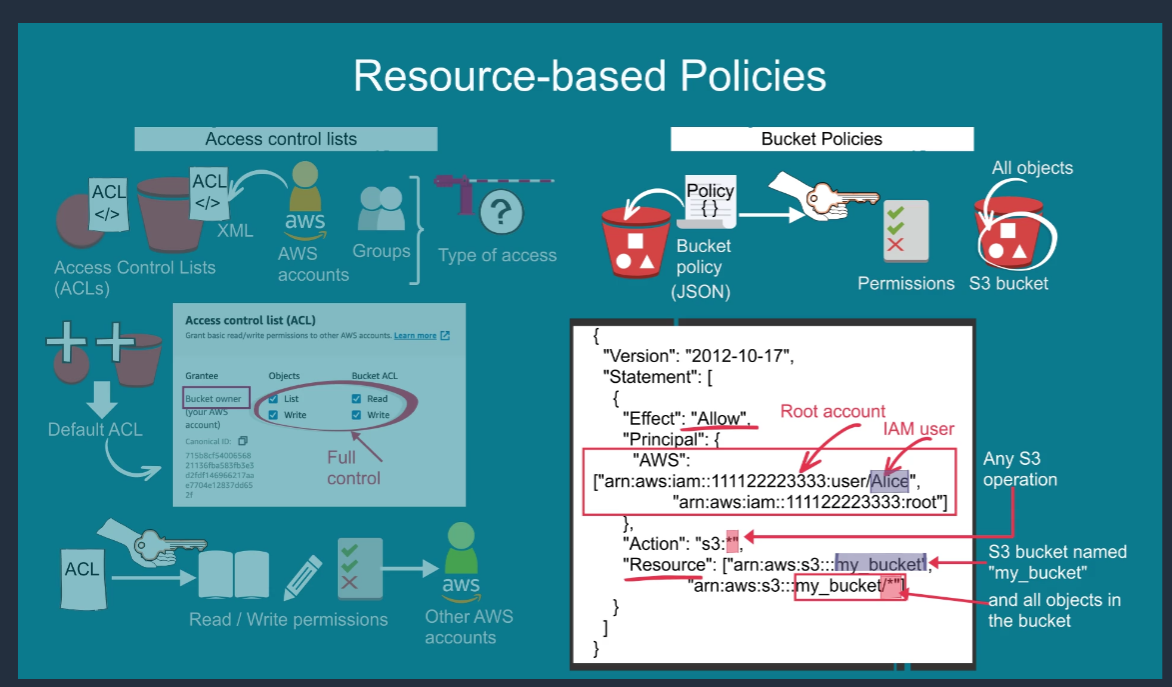 Resource-based Policies
Access control lists
ACL
</>
ACL
</>
XML
aws
AWS
accounts
Groups
?
Type of access
Access Control Lists
(ACLs)
Default ACL
Access control list (ACL)
Grant basic read/write permissions to other AWS accounts. Learn more
Grantee
Objects
Bucket ACL
Bucket owner
(your AWS
account)
List
Read
Write
Write
Canonical ID:
715b8cf54006568
21136fba583fb3e3
d2fdf146966217aa
e7704e12837dd65
2f
Full
control
ACL
Read / Write permissions
aws
Other AWS
accounts
Bucket Policies
Policy
{}
Bucket
policy
(JSON)
Permissions
All objects
S3 bucket
{
"Version": "2012-10-17",
"Statement": [
{
"Effect": "Allow",
"Principal": {
"AWS":
["arn:aws:iam::111122223333:user/Alice",
"arn:aws:iam::111122223333:root"]
},
"Action": "s3:*",
"Resource": ["arn:aws:s3:::my_bucket",
"arn:aws:s3:::my_bucket/*"]
}
]
}
Root account
IAM user
Any S3
operation
S3 bucket named
"my_bucket"
and all objects in
the bucket